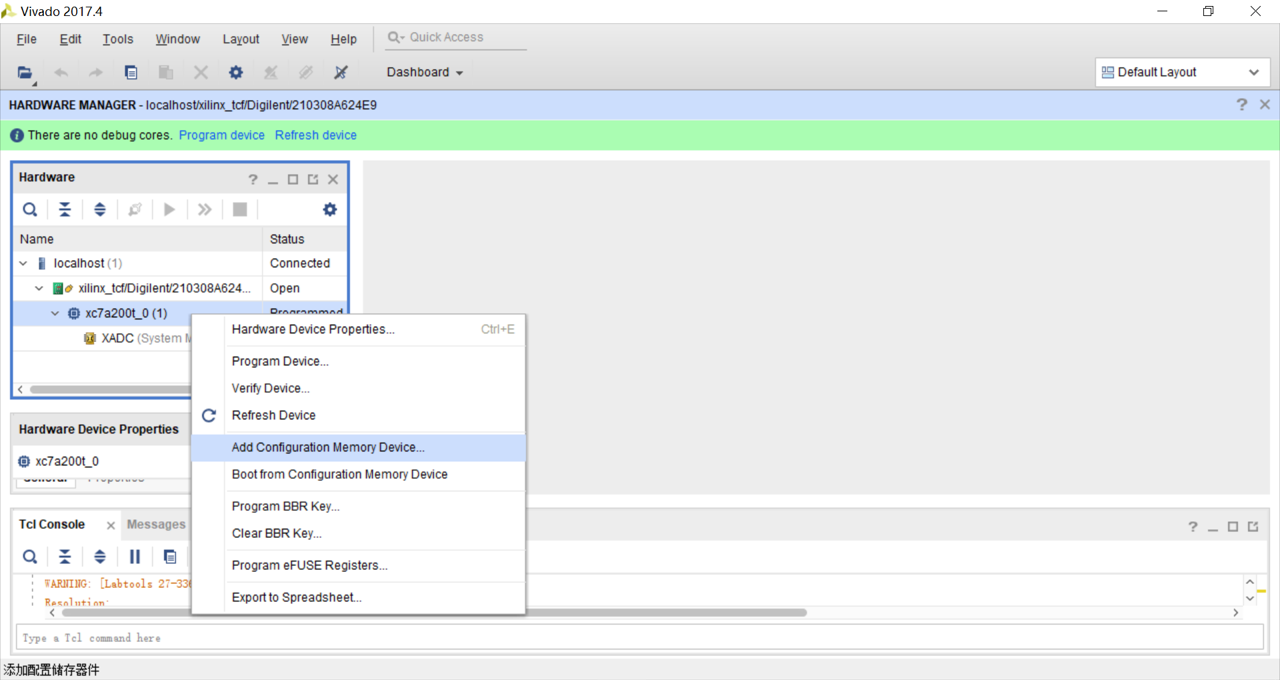 Vivado 2017.4
File Edit Tools Window Layout View Help Quick Access
Dashboard Default Layout
HARDWARE MANAGER - localhost/xilinx_tcf/Digilent/210308A624E9
There are no debug cores. Program device Refresh device
Hardware
Name Status
localhost (1) Connected
xilinx_tcf/Digilent/210308A624... Open
xc7a200t_0 (1) Programmed
XADC (System M
Hardware Device Properties... Ctrl+E
Program Device...
Verify Device...
Refresh Device
Add Configuration Memory Device...
Boot from Configuration Memory Device
Program BBR Key...
Clear BBR Key...
Program eFUSE Registers...
Export to Spreadsheet...
Hardware Device Properties
xc7a200t_0
General Properties
Tcl Console Messages
WARNING: [Labtools 27-336
Resolution:
Type a Tcl command here
添加配置储存器件